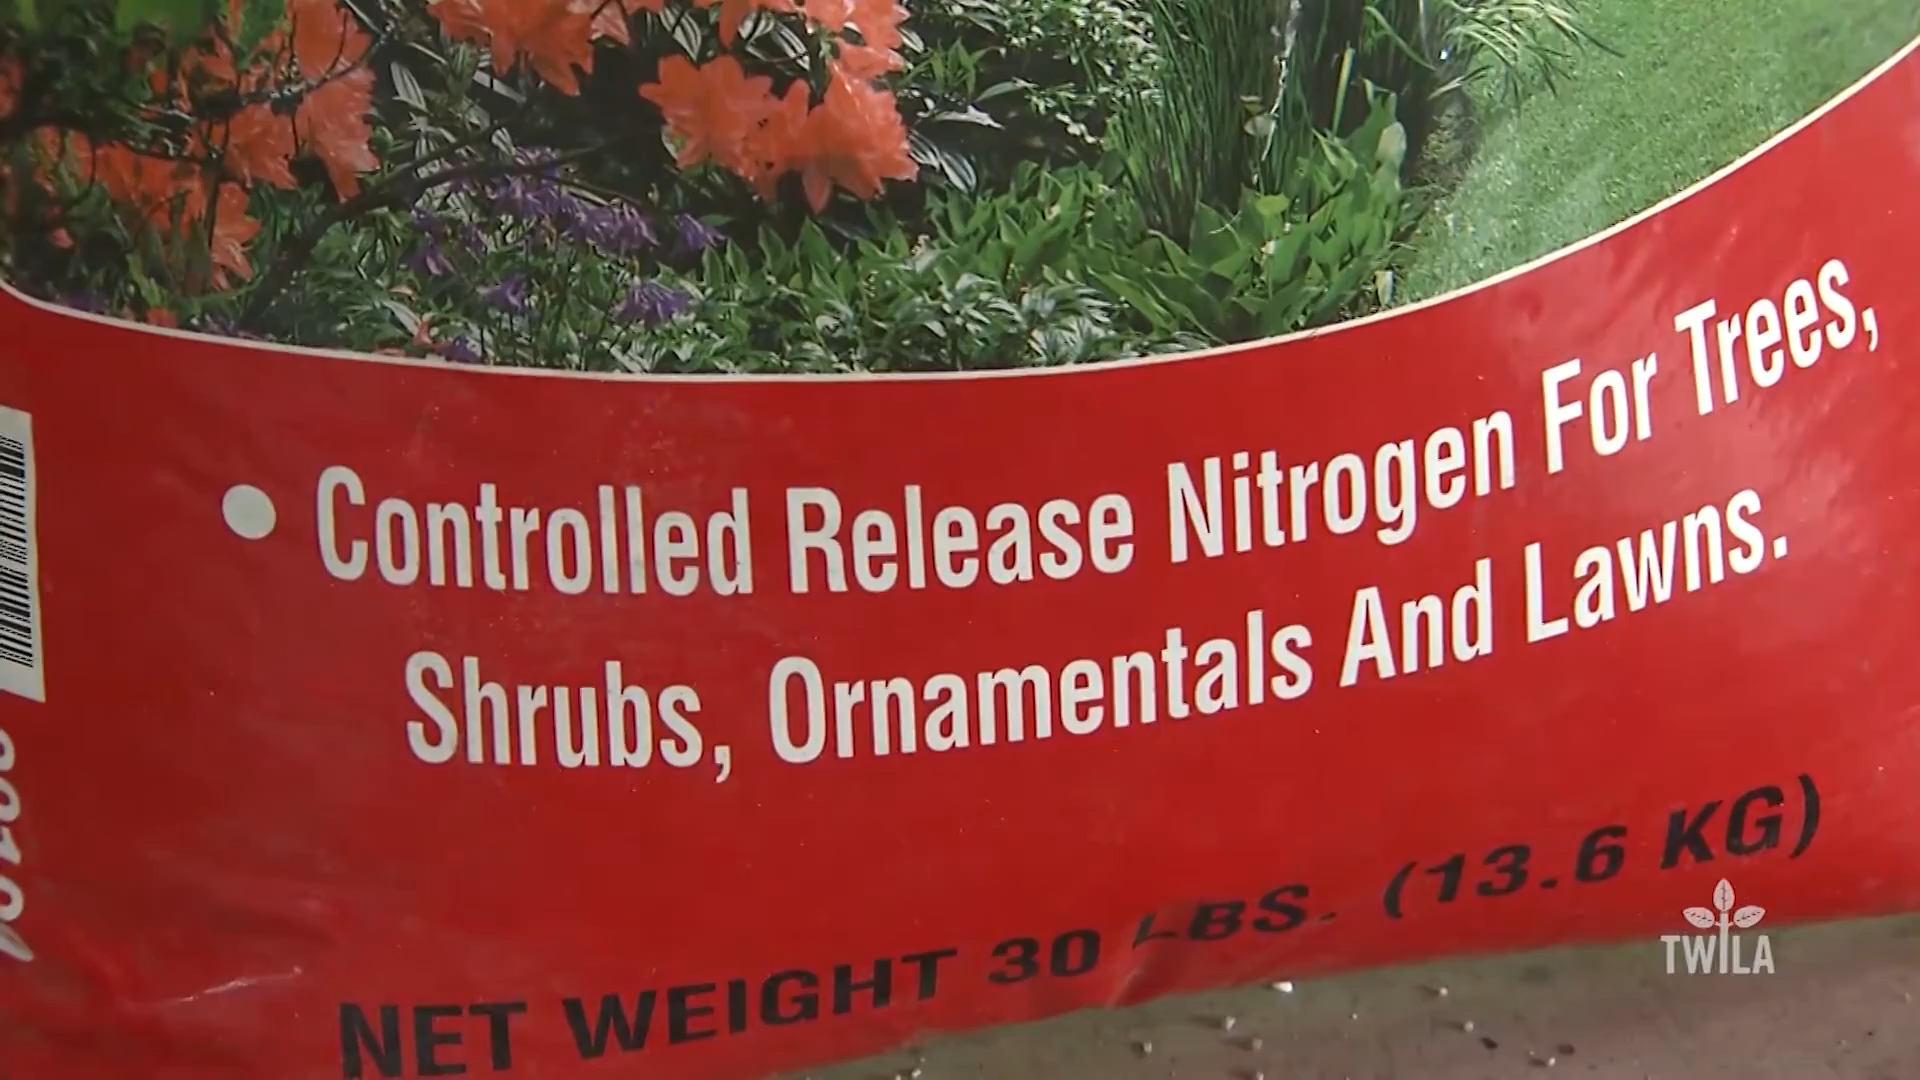 • Controlled Release Nitrogen For Trees,
Shrubs, Ornamentals And Lawns.
NET WEIGHT 30 LBS. (13.6 KG)
TWILA